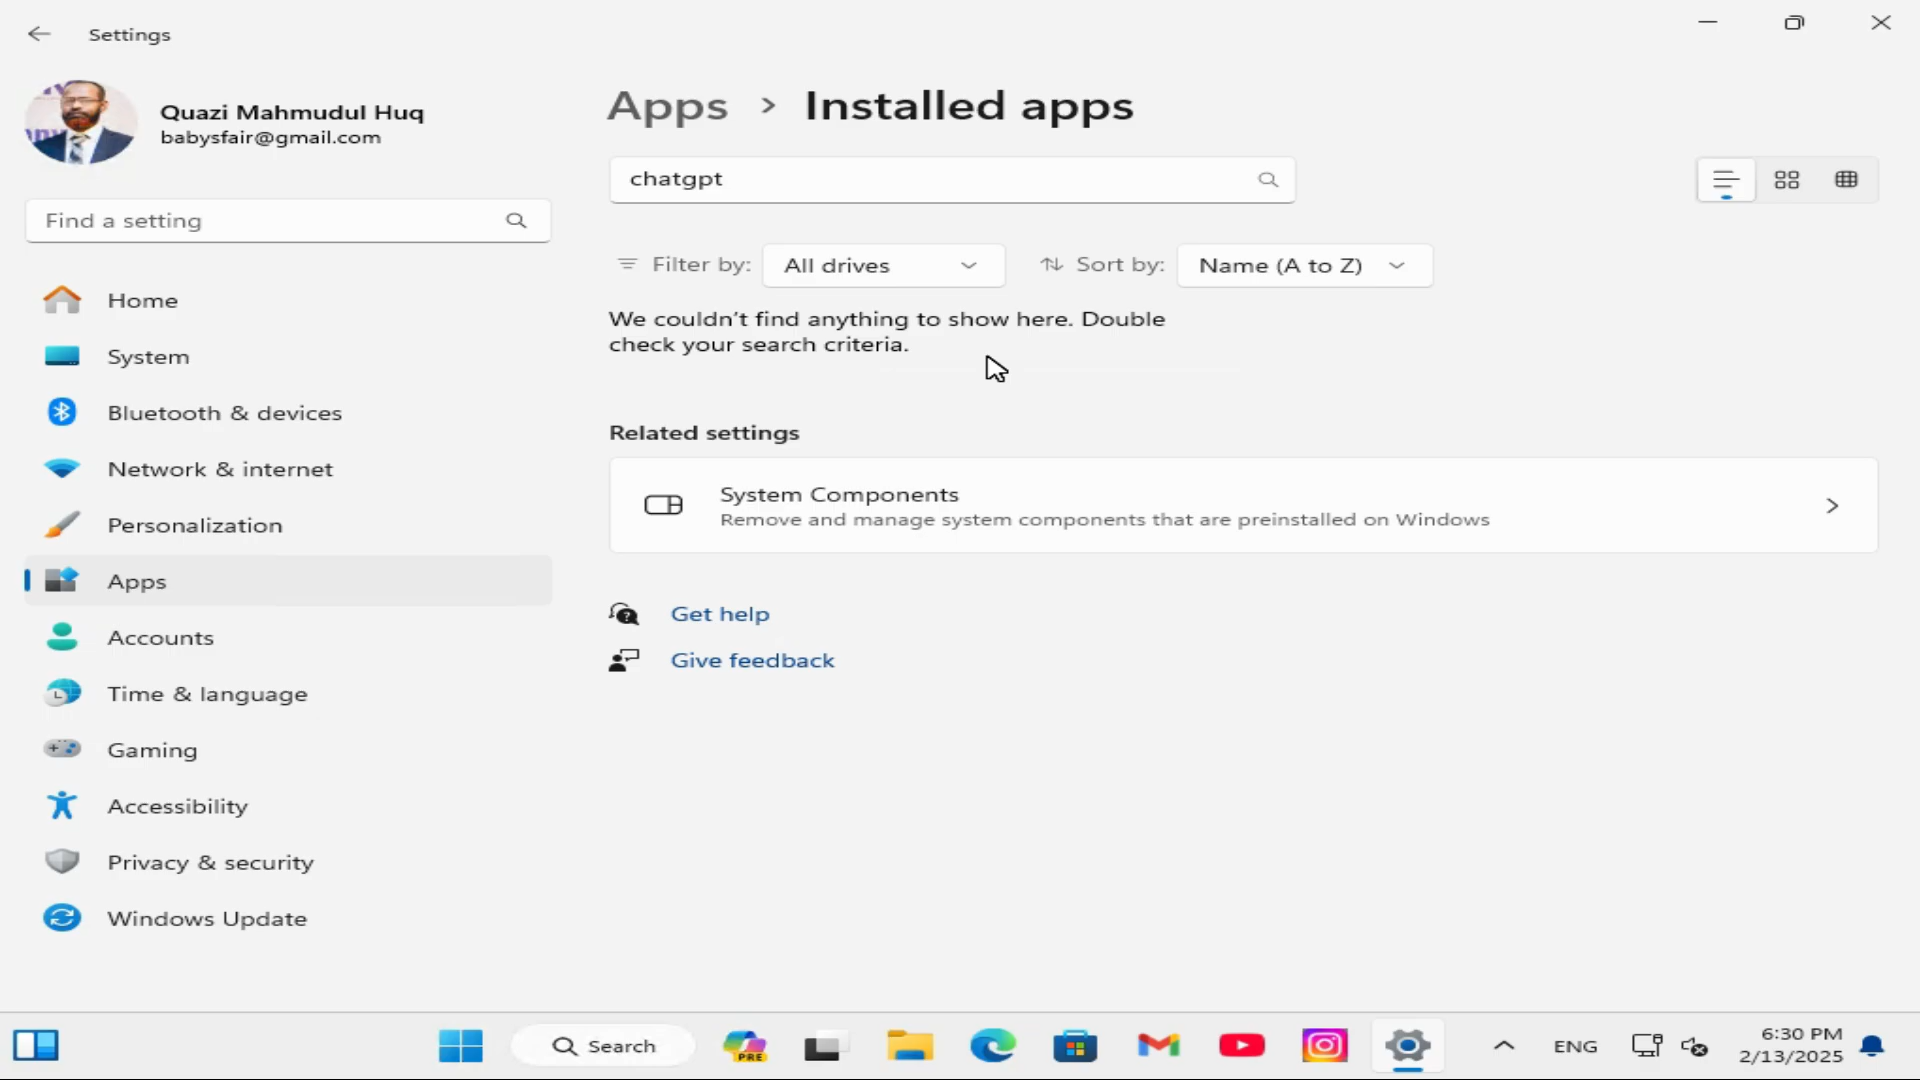 Settings
Quazi Mahmudul Huq
babysfair@gmail.com
Find a setting
Home
System
Bluetooth & devices
Network & internet
Personalization
Apps
Accounts
Time & language
Gaming
Accessibility
Privacy & security
Windows Update
Apps > Installed apps
chatgpt
Filter by: All drives Sort by: Name (A to Z)
We couldn't find anything to show here. Double
check your search criteria.
Related settings
System Components
Remove and manage system components that are preinstalled on Windows
Get help
Give feedback
Search
PRE
ENG
6:30 PM
2/13/2025